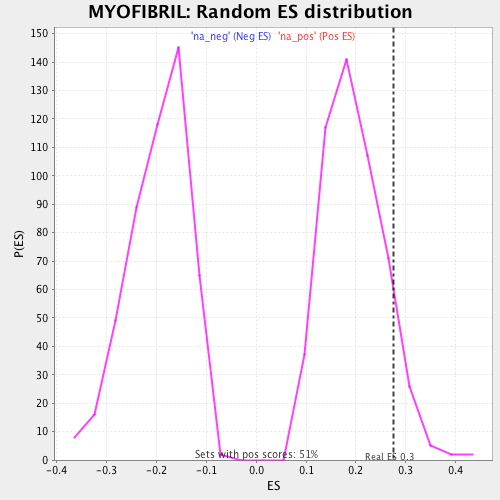 MYOFIBRIL: Random ES distribution
'na_neg' (Neg ES) 'na_pos' (Pos ES)
150
140
130
120
110
100
90
80
70
60
50
40
30
20
10
0
P(ES)
Sets with pos scores: 51%
Real ES 0.3
-0.4 -0.3 -0.2 -0.1 0.0 0.1 0.2 0.3 0.4
ES